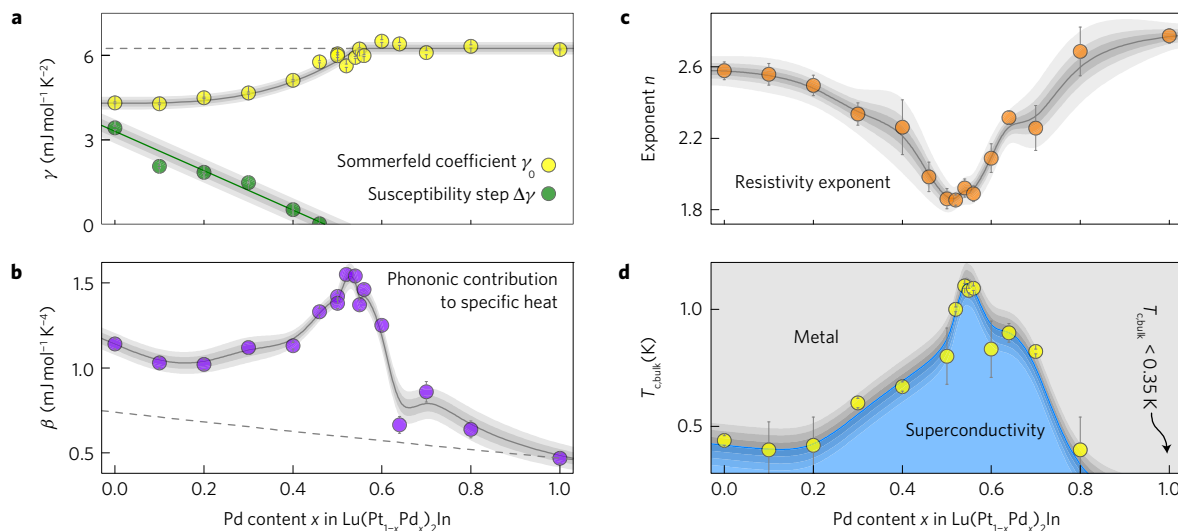 a
γ (mJ mol⁻¹ K⁻²)
6
3
0
Sommerfeld coefficient γ₀
Susceptibility step Δγ
b
β (mJ mol⁻¹ K⁻⁴)
1.5
1.0
0.5
Phononic contribution
to specific heat
0.0 0.2 0.4 0.6 0.8 1.0
Pd content x in Lu(Pt₁₋ₓPdₓ)₂In
c
Exponent n
2.6
2.2
1.8
Resistivity exponent
d
T_c,bulk (K)
1.0
0.5
Metal
Superconductivity
T_c,bulk < 0.35 K
0.0 0.2 0.4 0.6 0.8 1.0
Pd content x in Lu(Pt₁₋ₓPdₓ)₂In